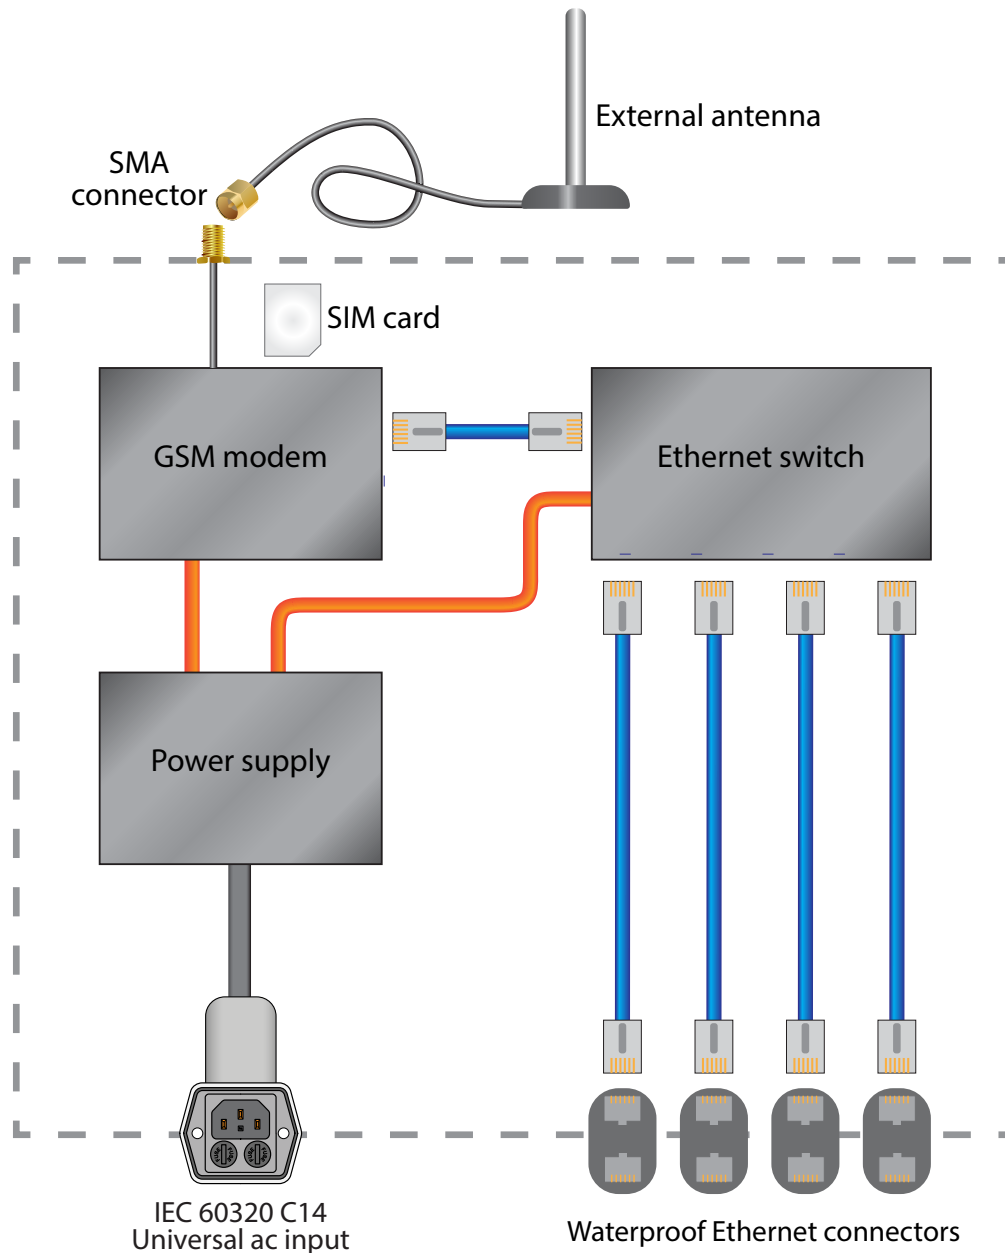 External antenna
SMA
connector
SIM card
GSM modem
Ethernet switch
Power supply
IEC 60320 C14
Universal ac input
Waterproof Ethernet connectors